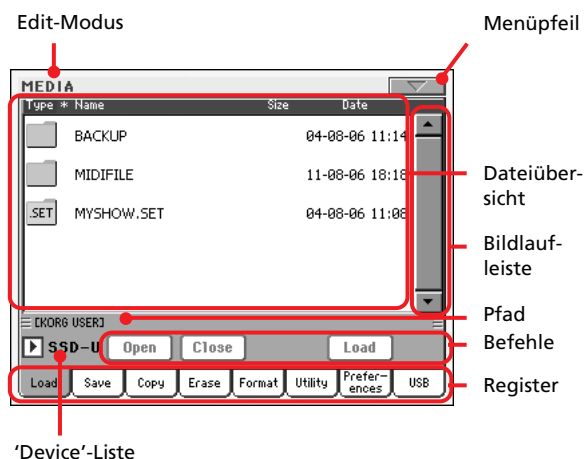 Edit-Modus
Menüpfeil
MEDIA
Type * Name Size Date
BACKUP 04-08-06 11:14
MIDIFILE 11-08-06 18:18
.SET MYSHOW.SET 04-08-06 11:08
Dateiüber-
sicht
Bildlauf-
leiste
[KORG USER]
Pfad
SSD-U Open Close Load
Befehle
Load Save Copy Erase Format Utility Prefer-
ences USB
Register
'Device'-Liste